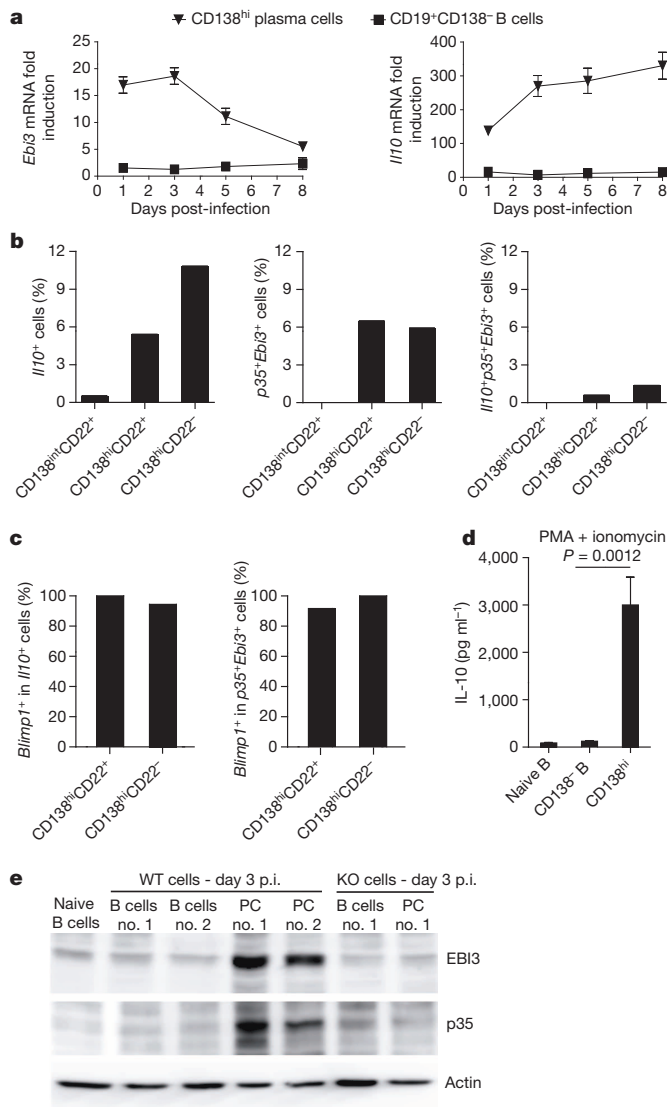 a
CD138hi plasma cells
CD19+CD138– B cells
Ebi3 mRNA fold
induction
25
20
15
10
5
0
0 1 2 3 4 5 6 7 8
Days post-infection
Il10 mRNA fold
induction
400
300
200
100
0
0 1 2 3 4 5 6 7 8
Days post-infection
b
Il10+ cells (%)
12
9
6
3
0
CD138intCD22+
CD138hiCD22+
CD138hiCD22–
p35+Ebi3+ cells (%)
12
9
6
3
0
CD138intCD22+
CD138hiCD22+
CD138hiCD22–
Il10+p35+Ebi3+ cells (%)
12
9
6
3
0
CD138intCD22+
CD138hiCD22+
CD138hiCD22–
c
Blimp1+ in Il10+ cells (%)
100
80
60
40
20
0
CD138hiCD22+
CD138hiCD22–
Blimp1+ in p35+Ebi3+ cells (%)
100
80
60
40
20
0
CD138hiCD22+
CD138hiCD22–
d
PMA + ionomycin
P = 0.0012
IL-10 (pg ml–1)
4,000
3,000
2,000
1,000
0
Naive B
CD138– B
CD138hi
e
WT cells - day 3 p.i.
KO cells - day 3 p.i.
Naive B cells
B cells no. 1
B cells no. 2
PC no. 1
PC no. 2
B cells no. 1
PC no. 1
EBI3
p35
Actin